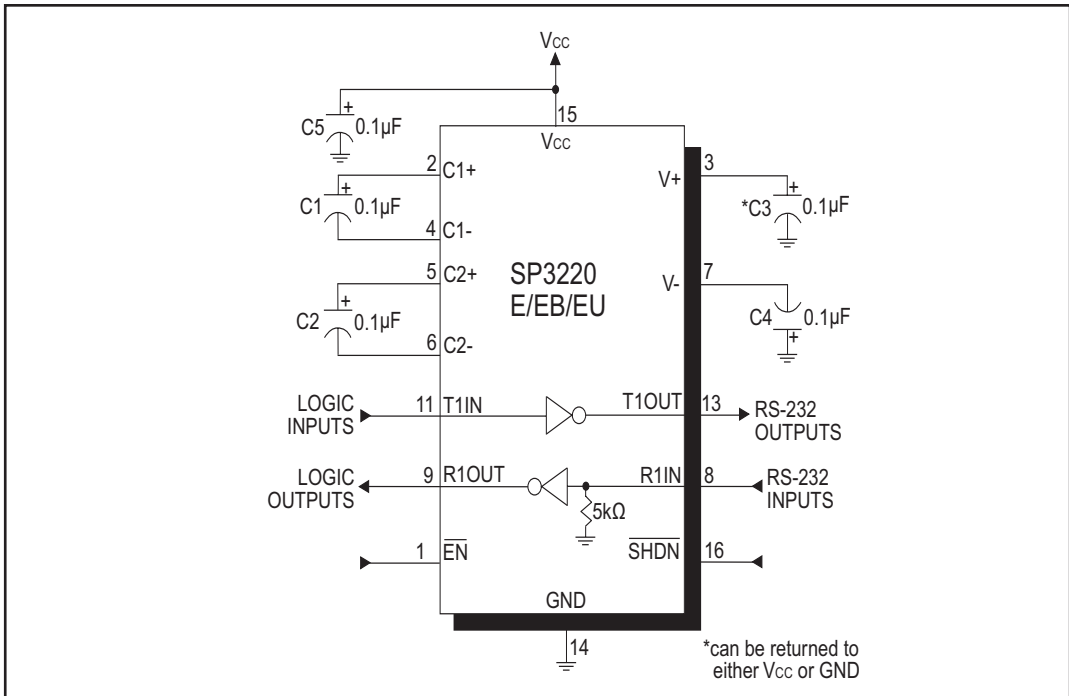 Vcc
+
C5
0.1µF
15
Vcc
2
C1+
+
C1
0.1µF
4
C1-
5
C2+
+
C2
0.1µF
6
C2-
SP3220
E/EB/EU
V+
3
+
*C3
0.1µF
V-
7
C4
0.1µF
+
LOGIC
INPUTS
11
T1IN
T1OUT
13
RS-232
OUTPUTS
LOGIC
OUTPUTS
9
R1OUT
R1IN
8
RS-232
INPUTS
5kΩ
1
EN
SHDN
16
GND
14
*can be returned to
either Vcc or GND